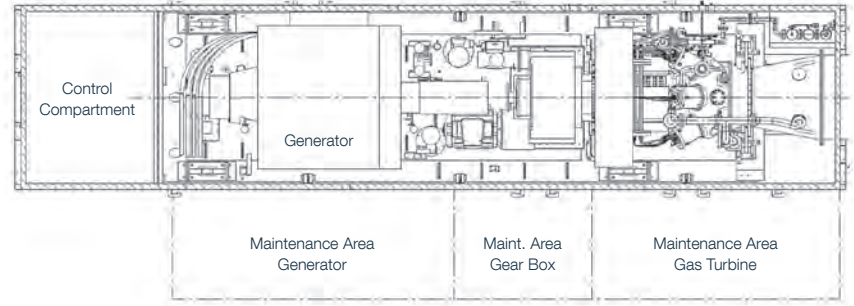 Control
Compartment
Generator
Maintenance Area
Generator
Maint. Area
Gear Box
Maintenance Area
Gas Turbine